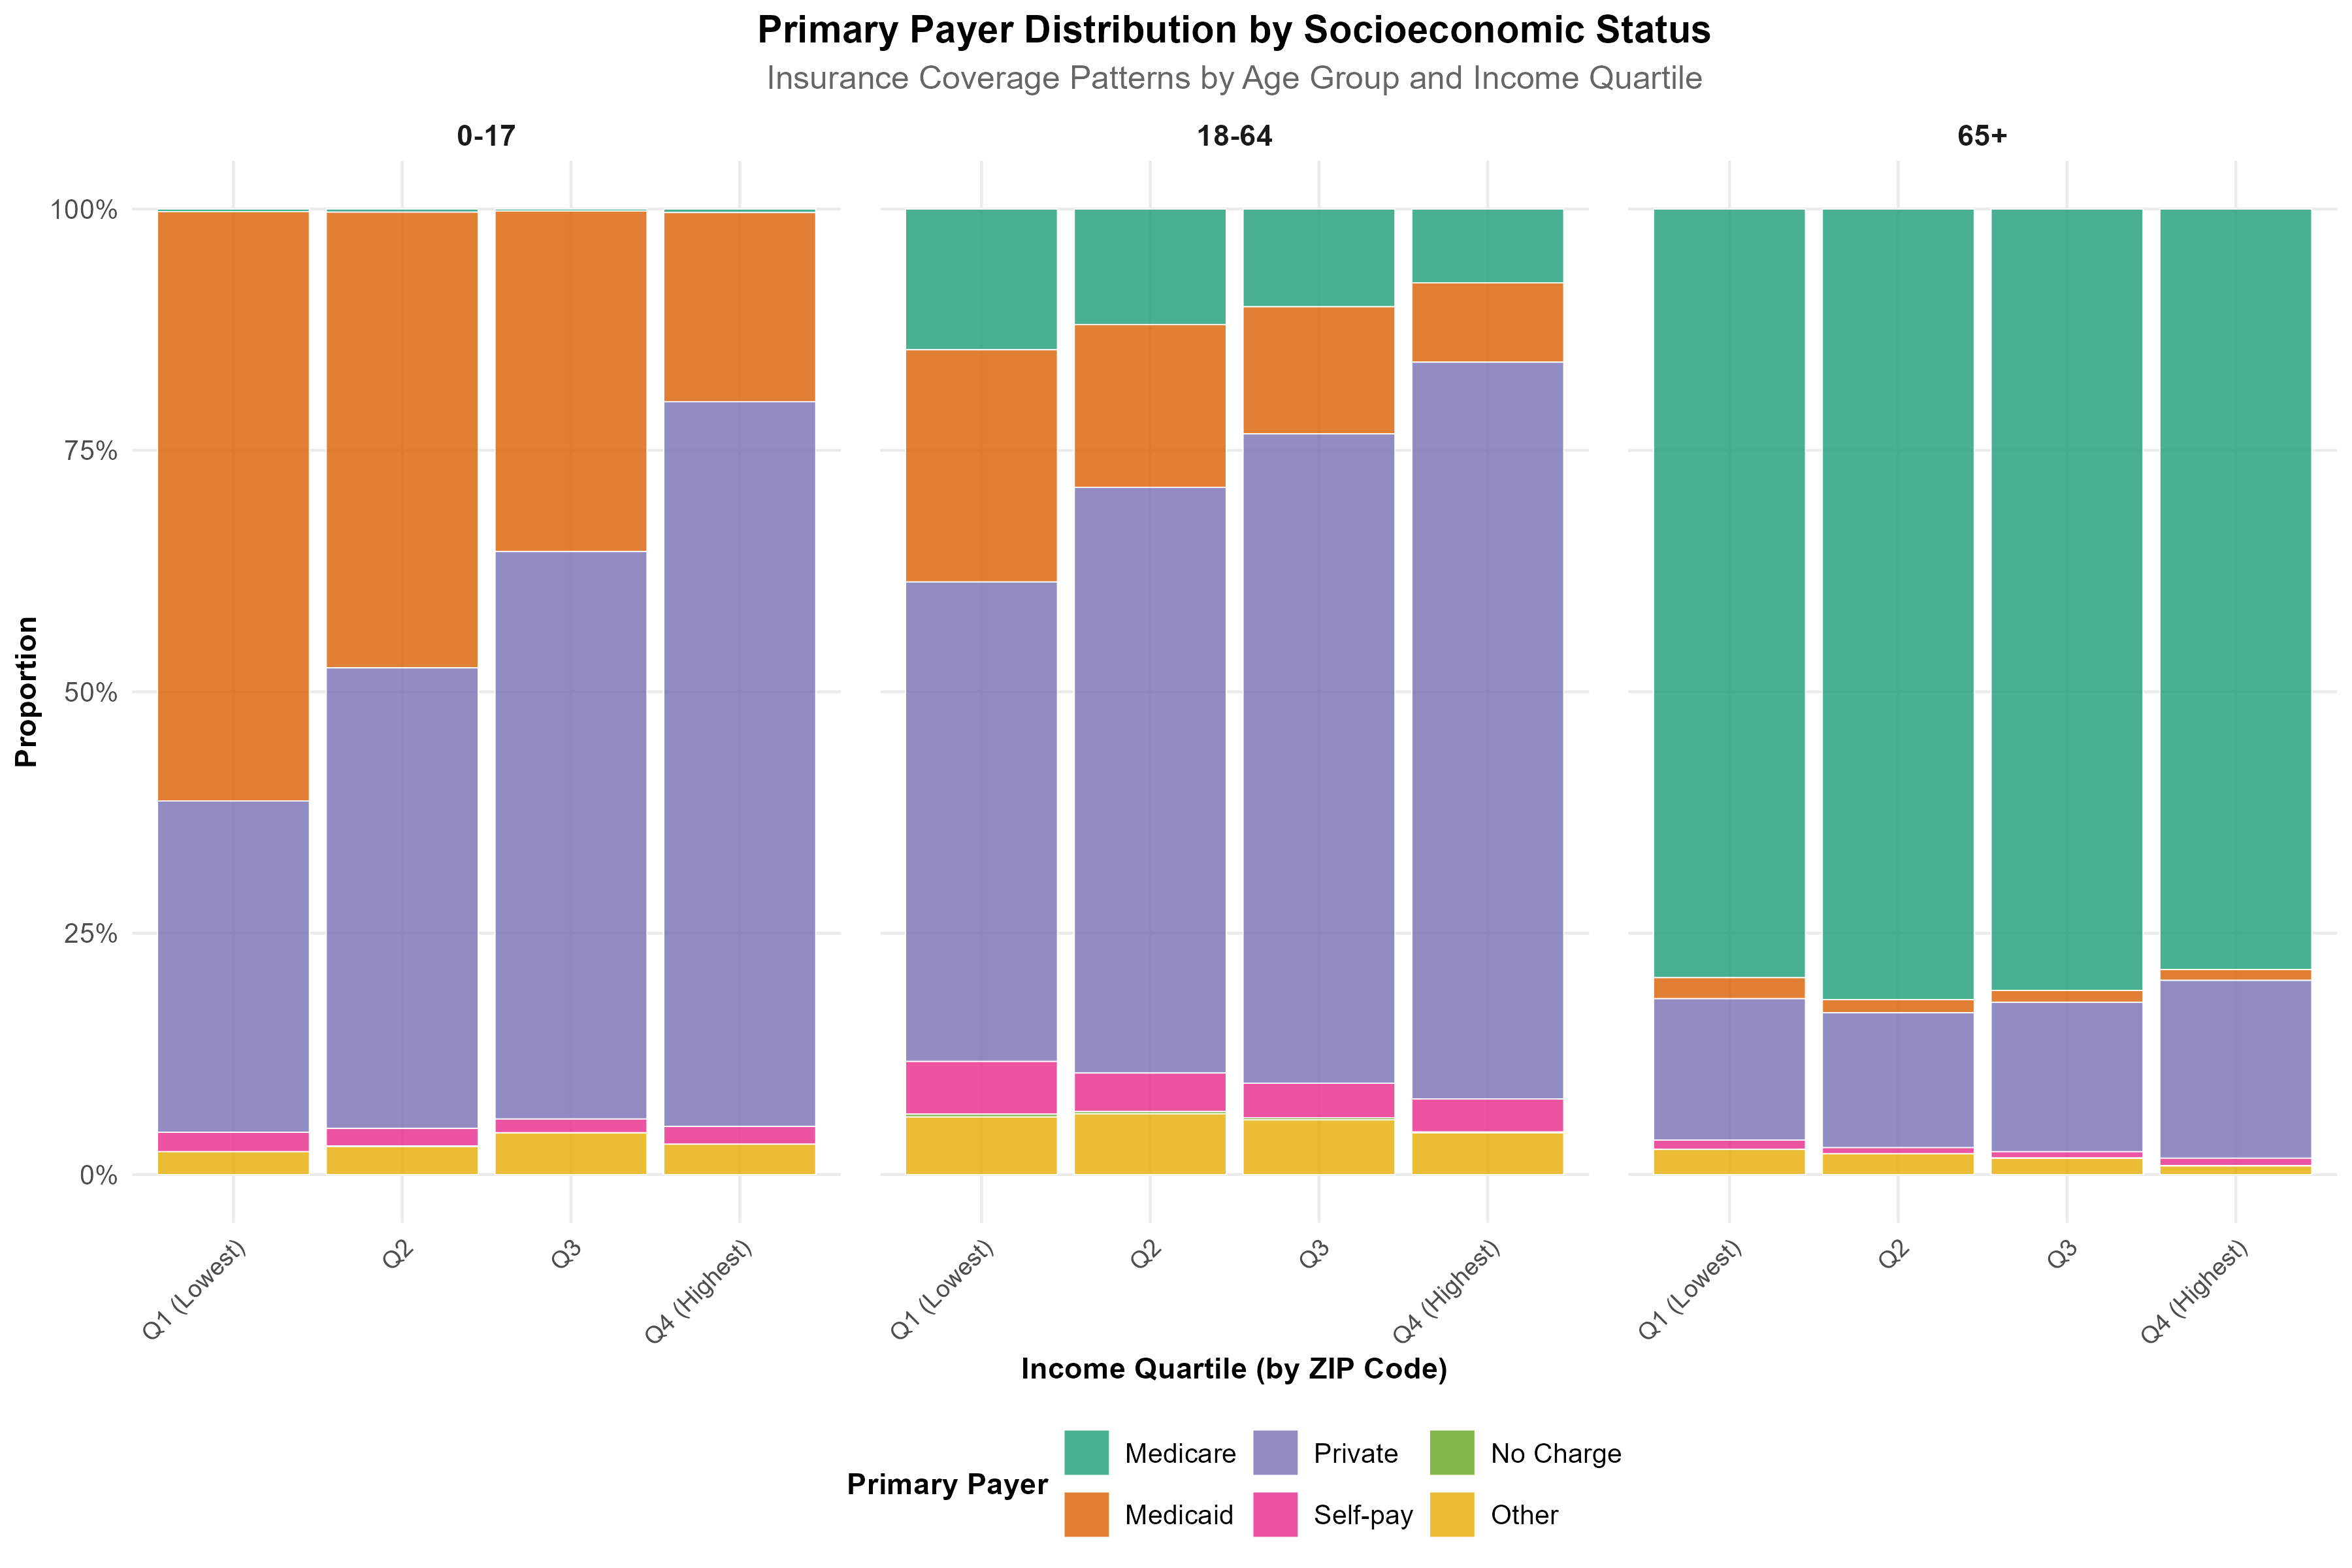 Primary Payer Distribution by Socioeconomic Status
Insurance Coverage Patterns by Age Group and Income Quartile
0-17
18-64
65+
Proportion
100%
75%
50%
25%
0%
Q1 (Lowest)
Q2
Q3
Q4 (Highest)
Q1 (Lowest)
Q2
Q3
Q4 (Highest)
Q1 (Lowest)
Q2
Q3
Q4 (Highest)
Income Quartile (by ZIP Code)
Primary Payer
Medicare
Private
No Charge
Medicaid
Self-pay
Other